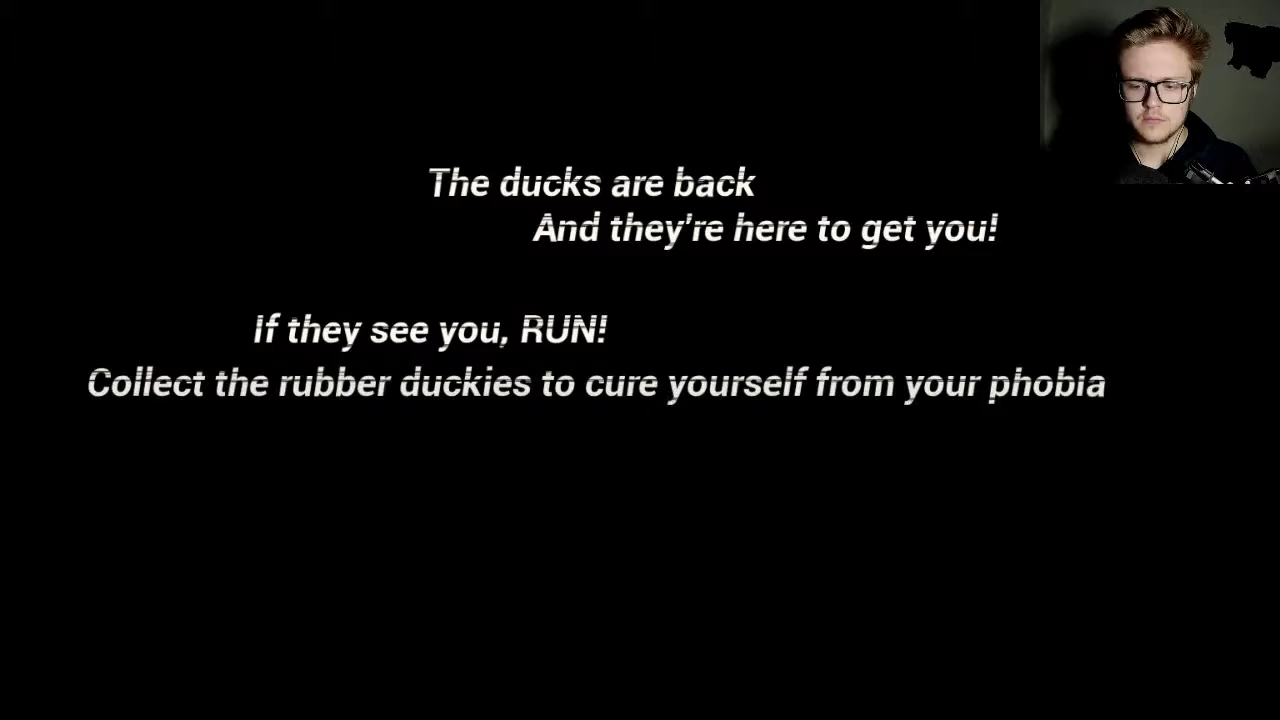 The ducks are back
And they're here to get you!
If they see you, RUN!
Collect the rubber duckies to cure yourself from your phobia